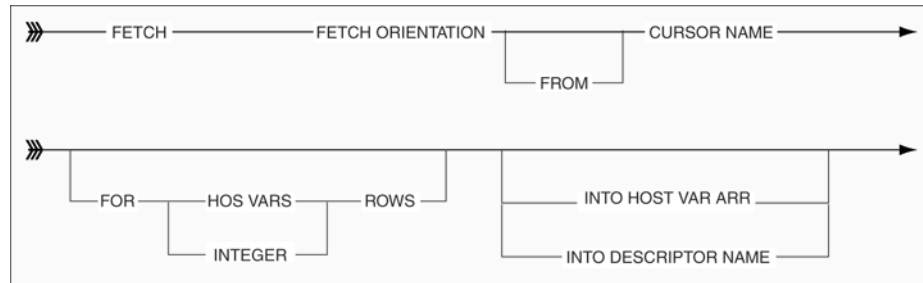 FETCH FETCH ORIENTATION CURSOR NAME
FROM
FOR HOS VARS ROWS INTO HOST VAR ARR
INTEGER INTO DESCRIPTOR NAME